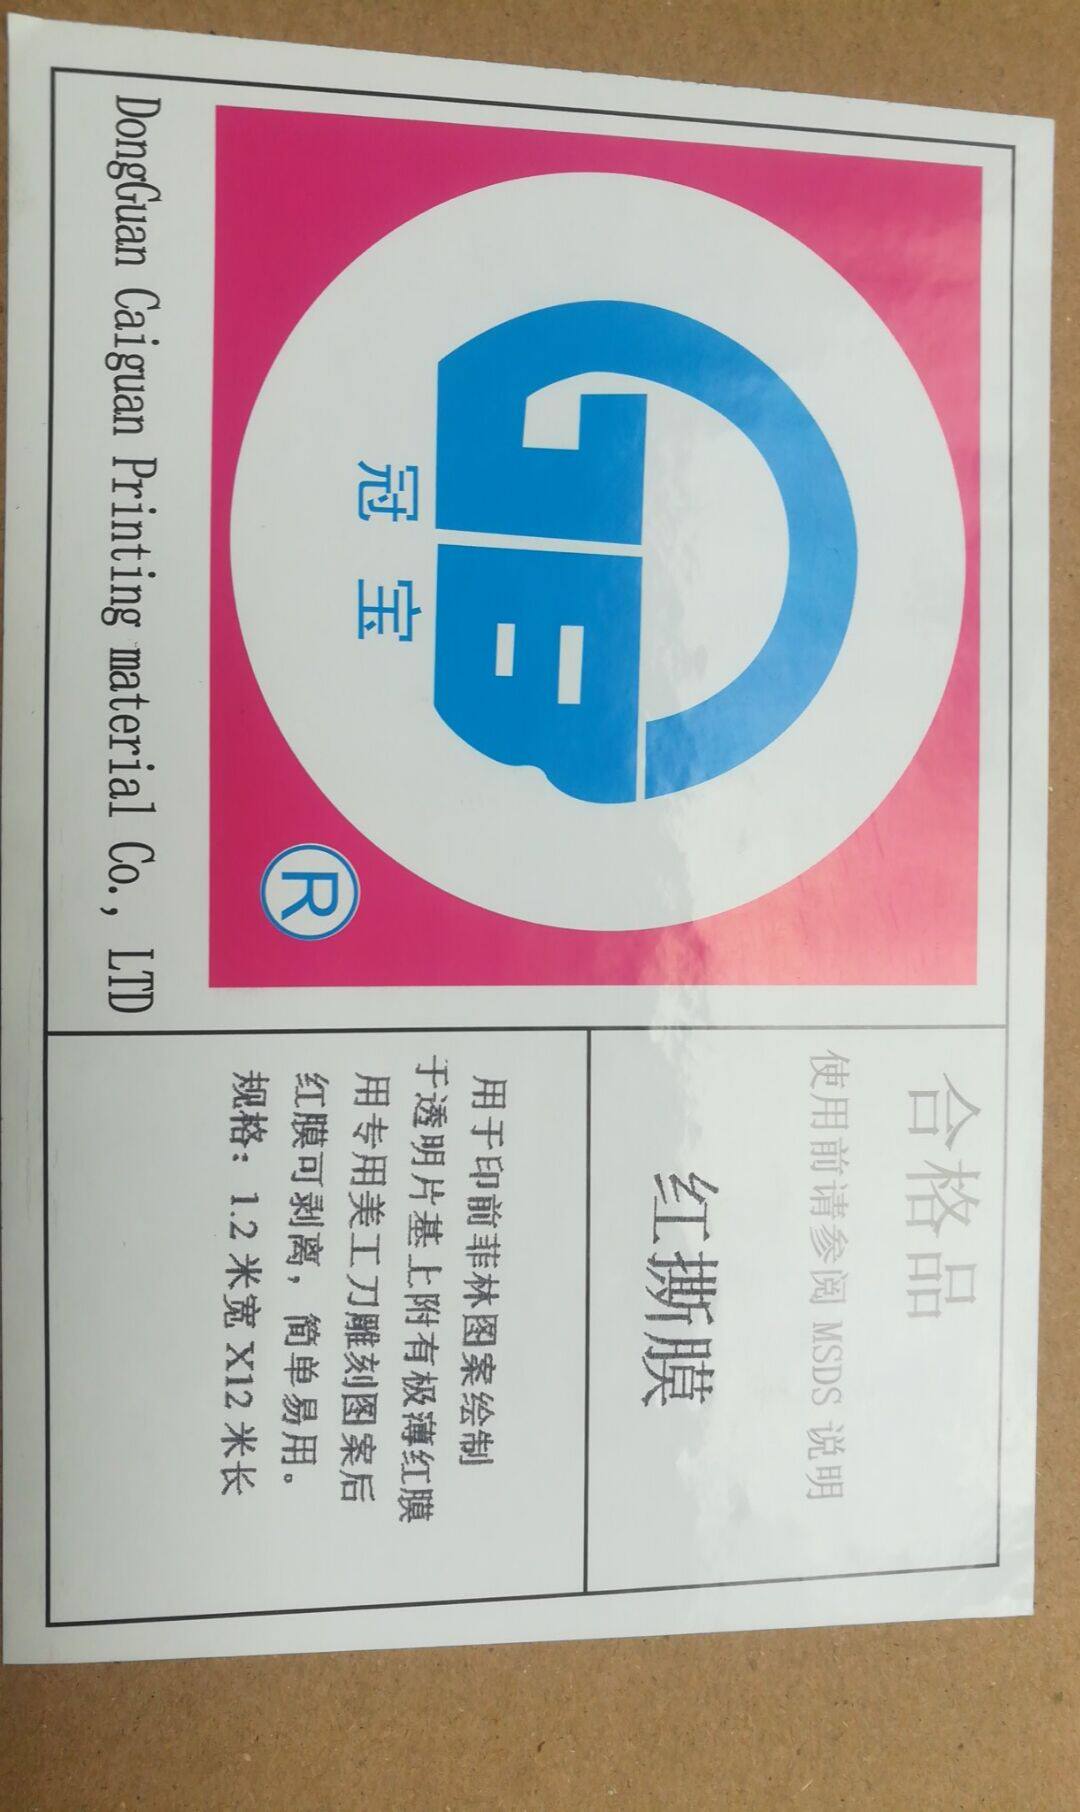 GB
冠宝
®
DongGuan Caiguan Printing material Co., LTD
合格品
使用前请参阅 MSDS 说明
红撕膜
用于印前菲林图案绘制
于透明片基上附有极薄红膜
用专用美工刀雕刻图案后
红膜可剥离，简单易用。
规格：1.2 米宽 X12 米长